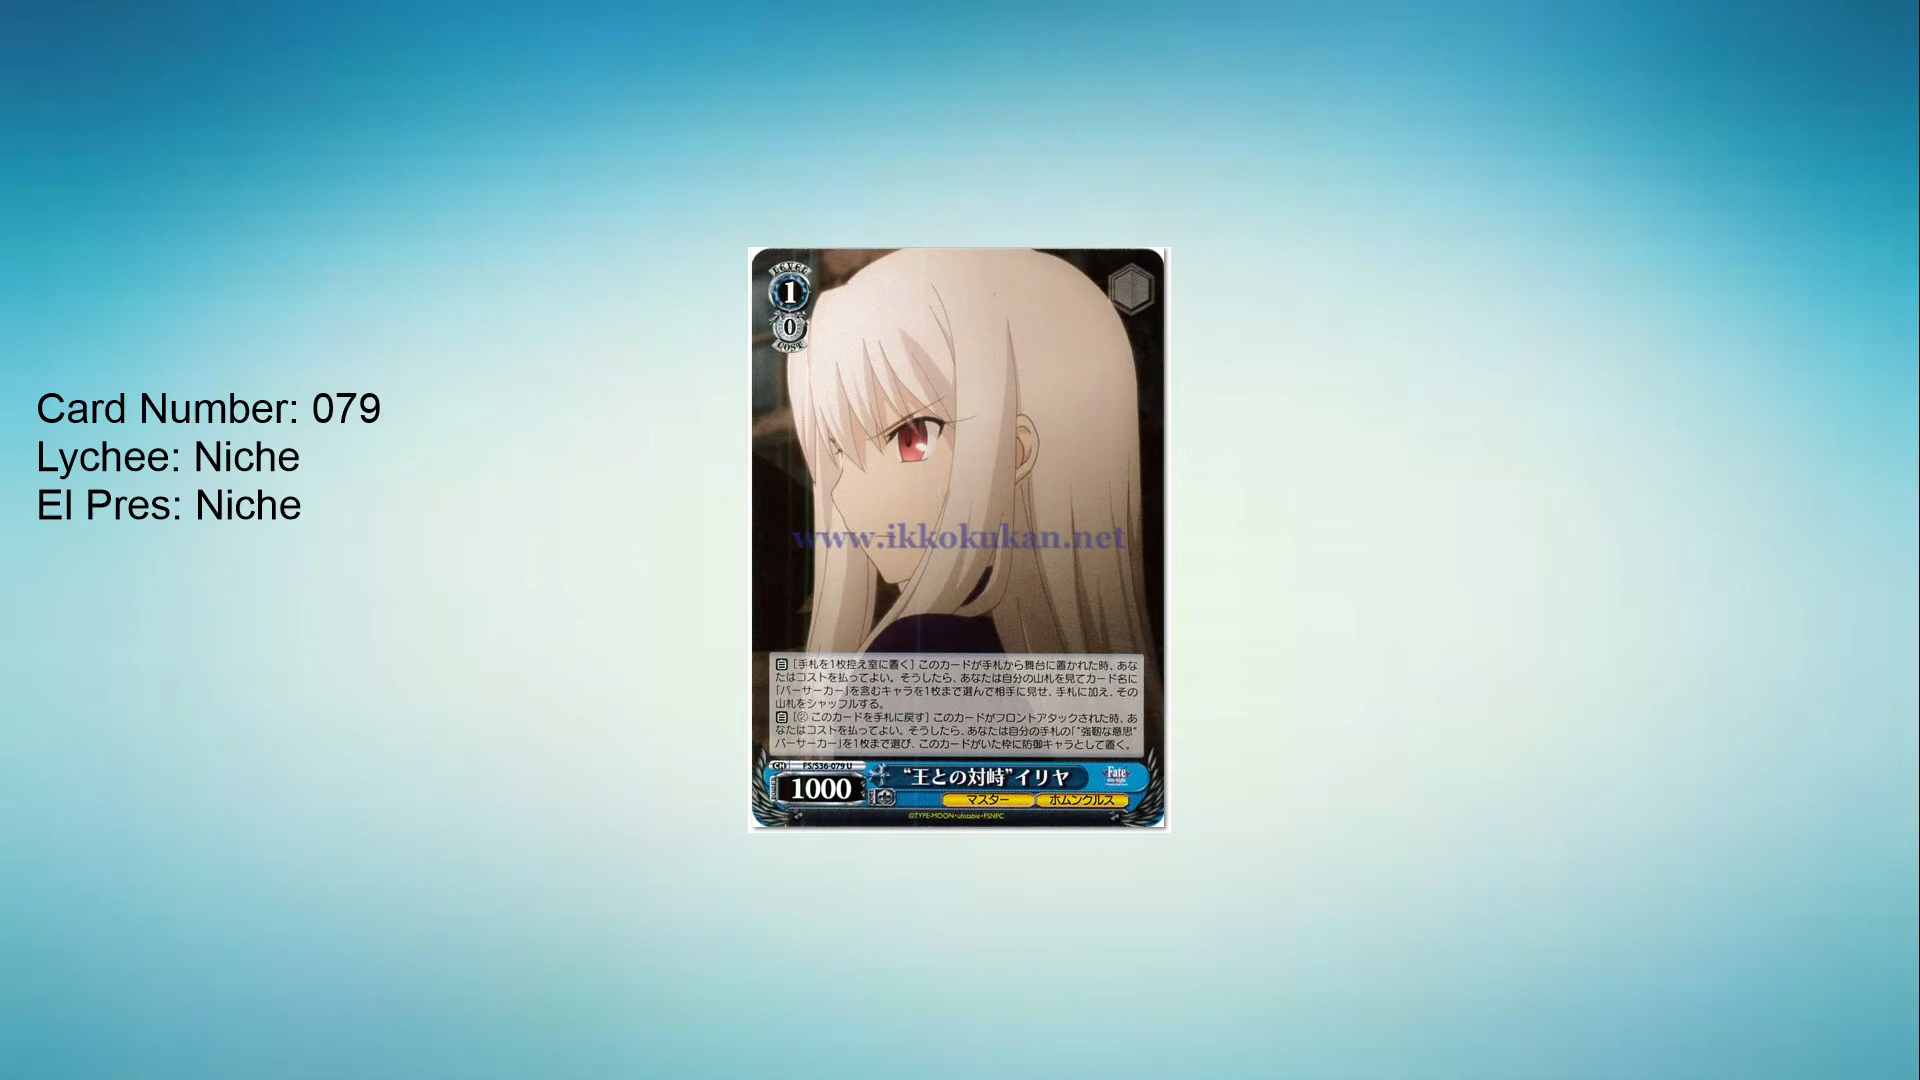 Card Number: 079
Lychee: Niche
El Pres: Niche
LEVEL
1
0
COST
www.ikkokukan.net
［手札を1枚控え室に置く］このカードが手札から舞台に置かれた時、あな
たはコストを払ってよい。そうしたら、あなたは自分の山札を見てカード名に
「バーサーカー」を含むキャラを1枚まで選んで相手に見せ、手札に加え、その
山札をシャッフルする。
［② このカードを手札に戻す］このカードがフロントアタックされた時、あ
なたはコストを払ってよい。そうしたら、あなたは自分の手札の「“強靭な意思”
バーサーカー」を1枚まで選び、このカードがいた枠に防御キャラとして置く。
CH FS/S36-079 U
1000
“王との対峙”イリヤ
Fate
マスター ホムンクルス
©TYPE-MOON・ufotable・FSNPC